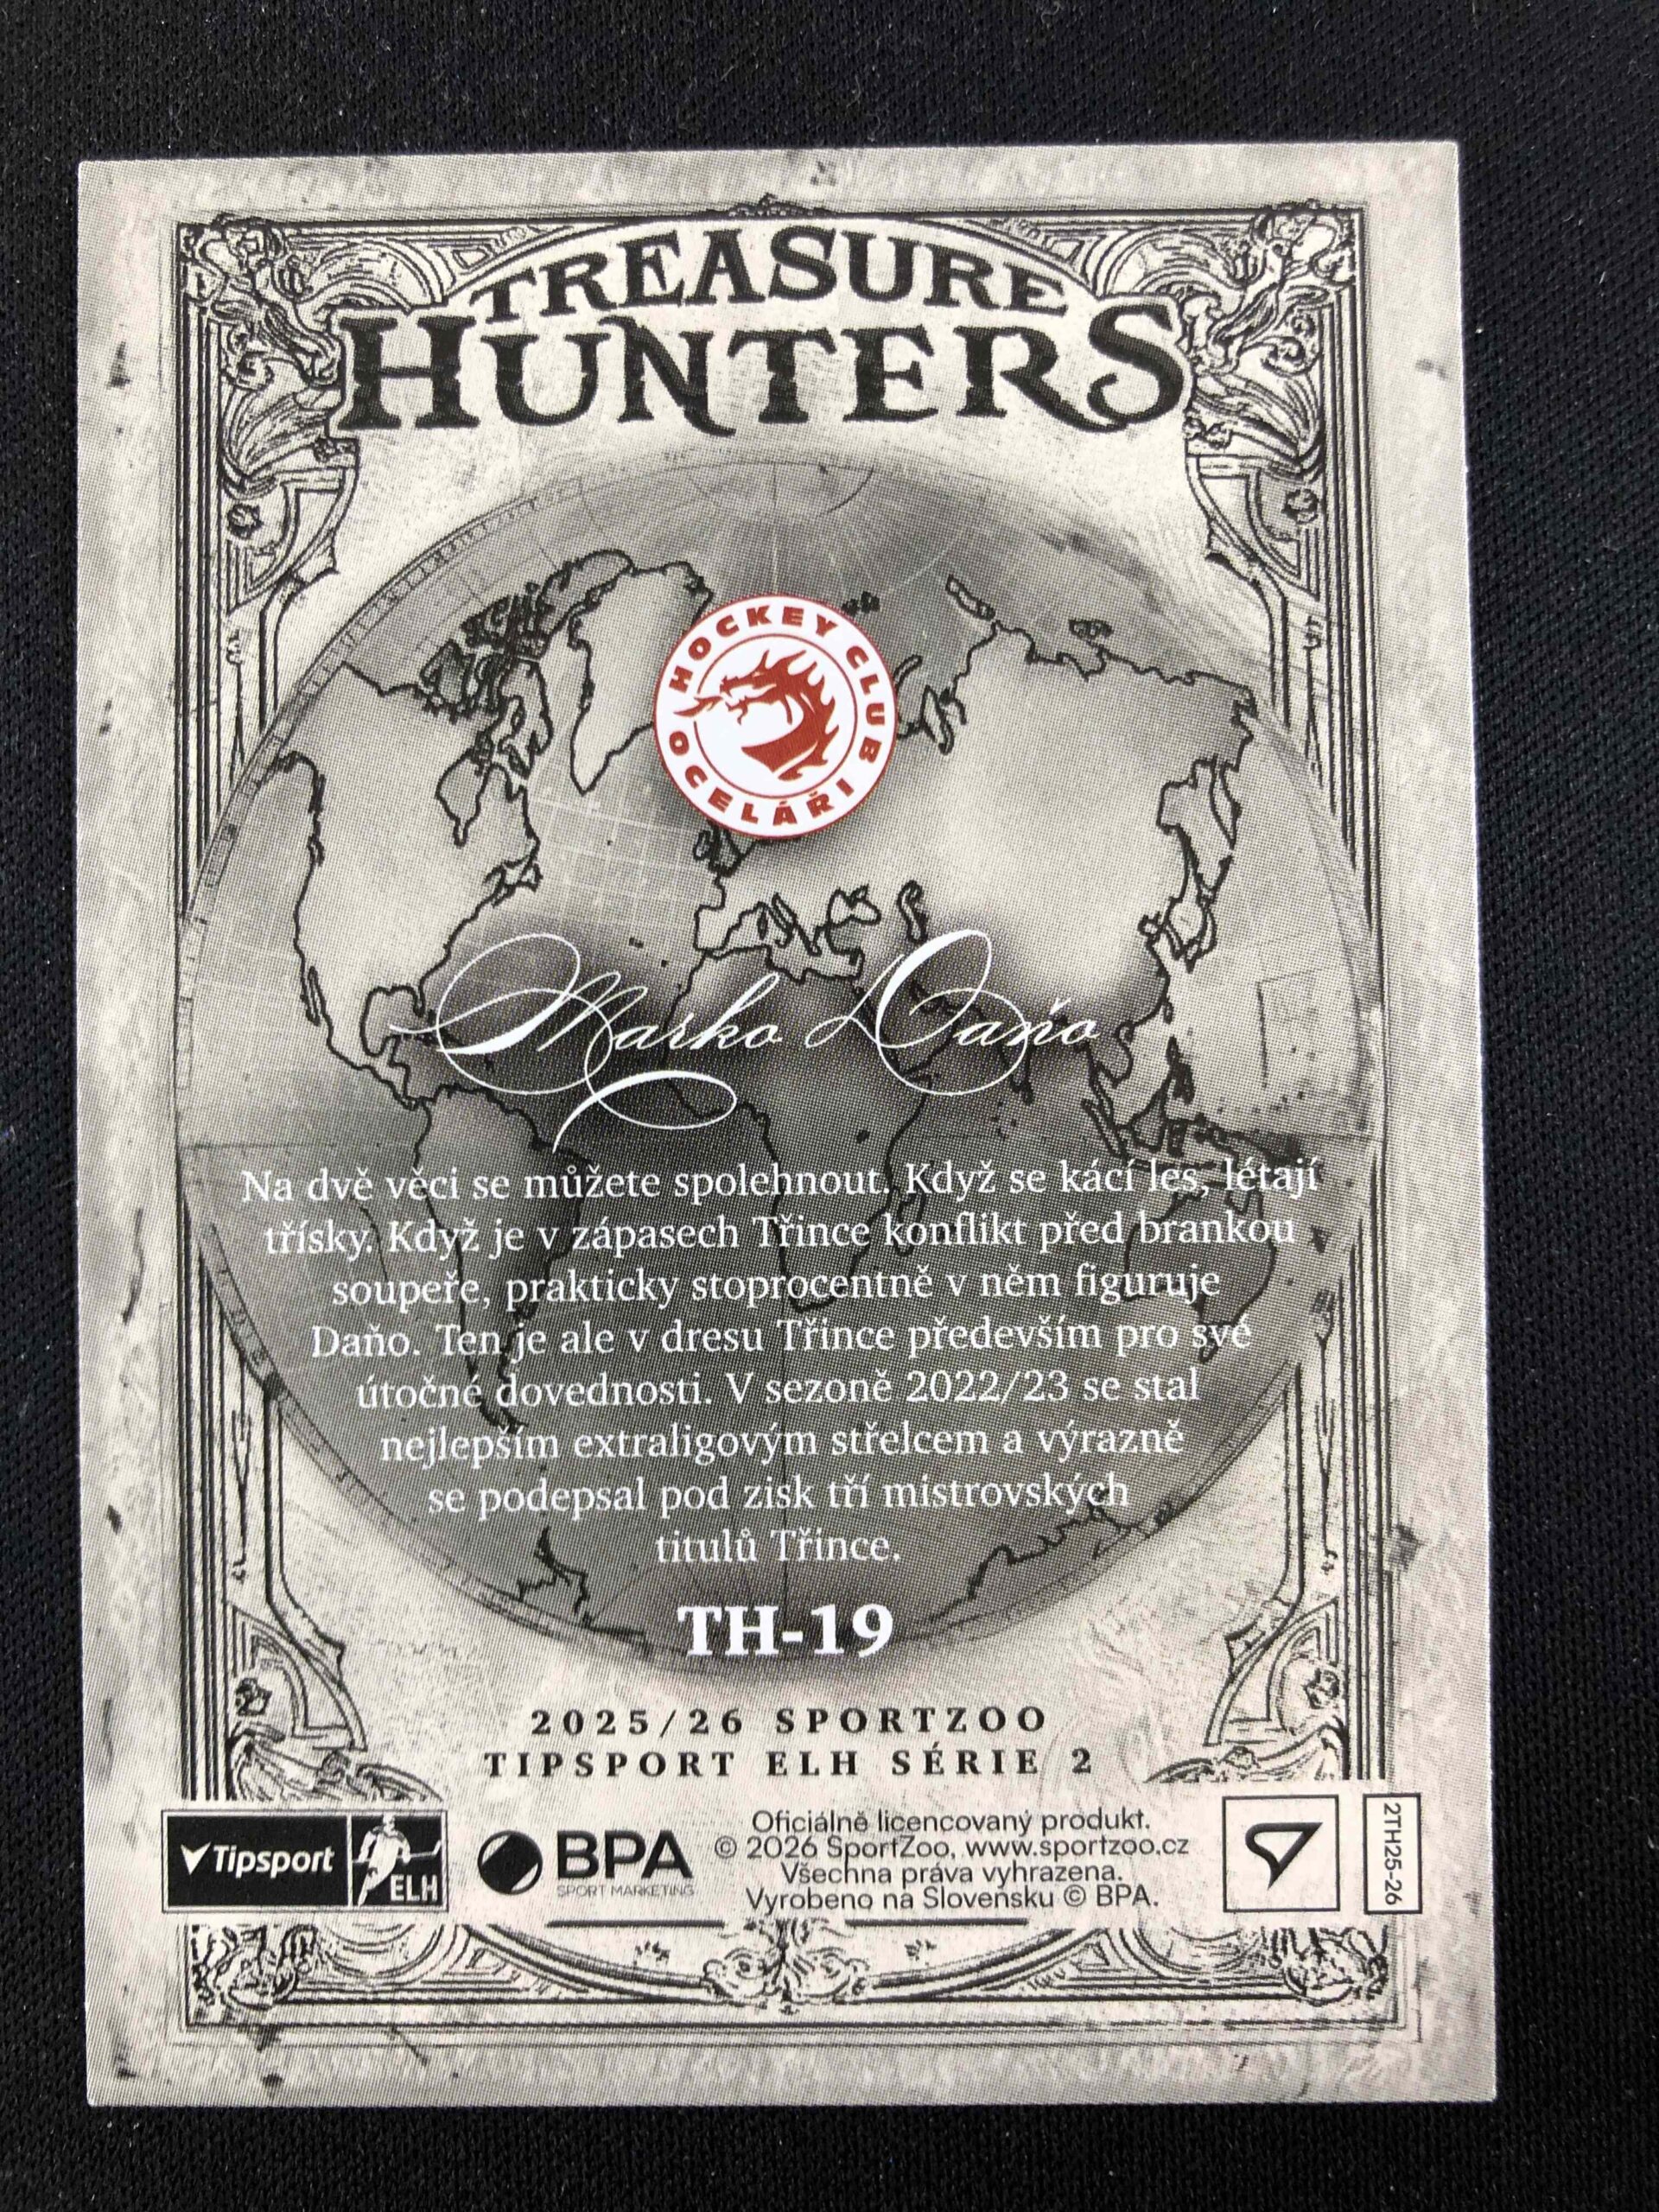 TREASURE
HUNTERS
HOCKEY CLUB
OCELÁŘI
Marko Daňo
Na dvě věci se můžete spolehnout. Když se kácí les, létají
třísky. Když je v zápasech Třince konflikt před brankou
soupeře, prakticky stoprocentně v něm figuruje
Daňo. Ten je ale v dresu Třince především pro své
útočné dovednosti. V sezoně 2022/23 se stal
nejlepším extraligovým střelcem a výrazně
se podepsal pod zisk tří mistrovských
titulů Třince.
TH-19
2025/26 SPORTZOO
TIPSPORT ELH SÉRIE 2
Tipsport
ELH
BPA
SPORT MARKETING
Oficiálně licencovaný produkt.
© 2026 SportZoo, www.sportzoo.cz
Všechna práva vyhrazena.
Vyrobeno na Slovensku © BPA.
2TH25-26